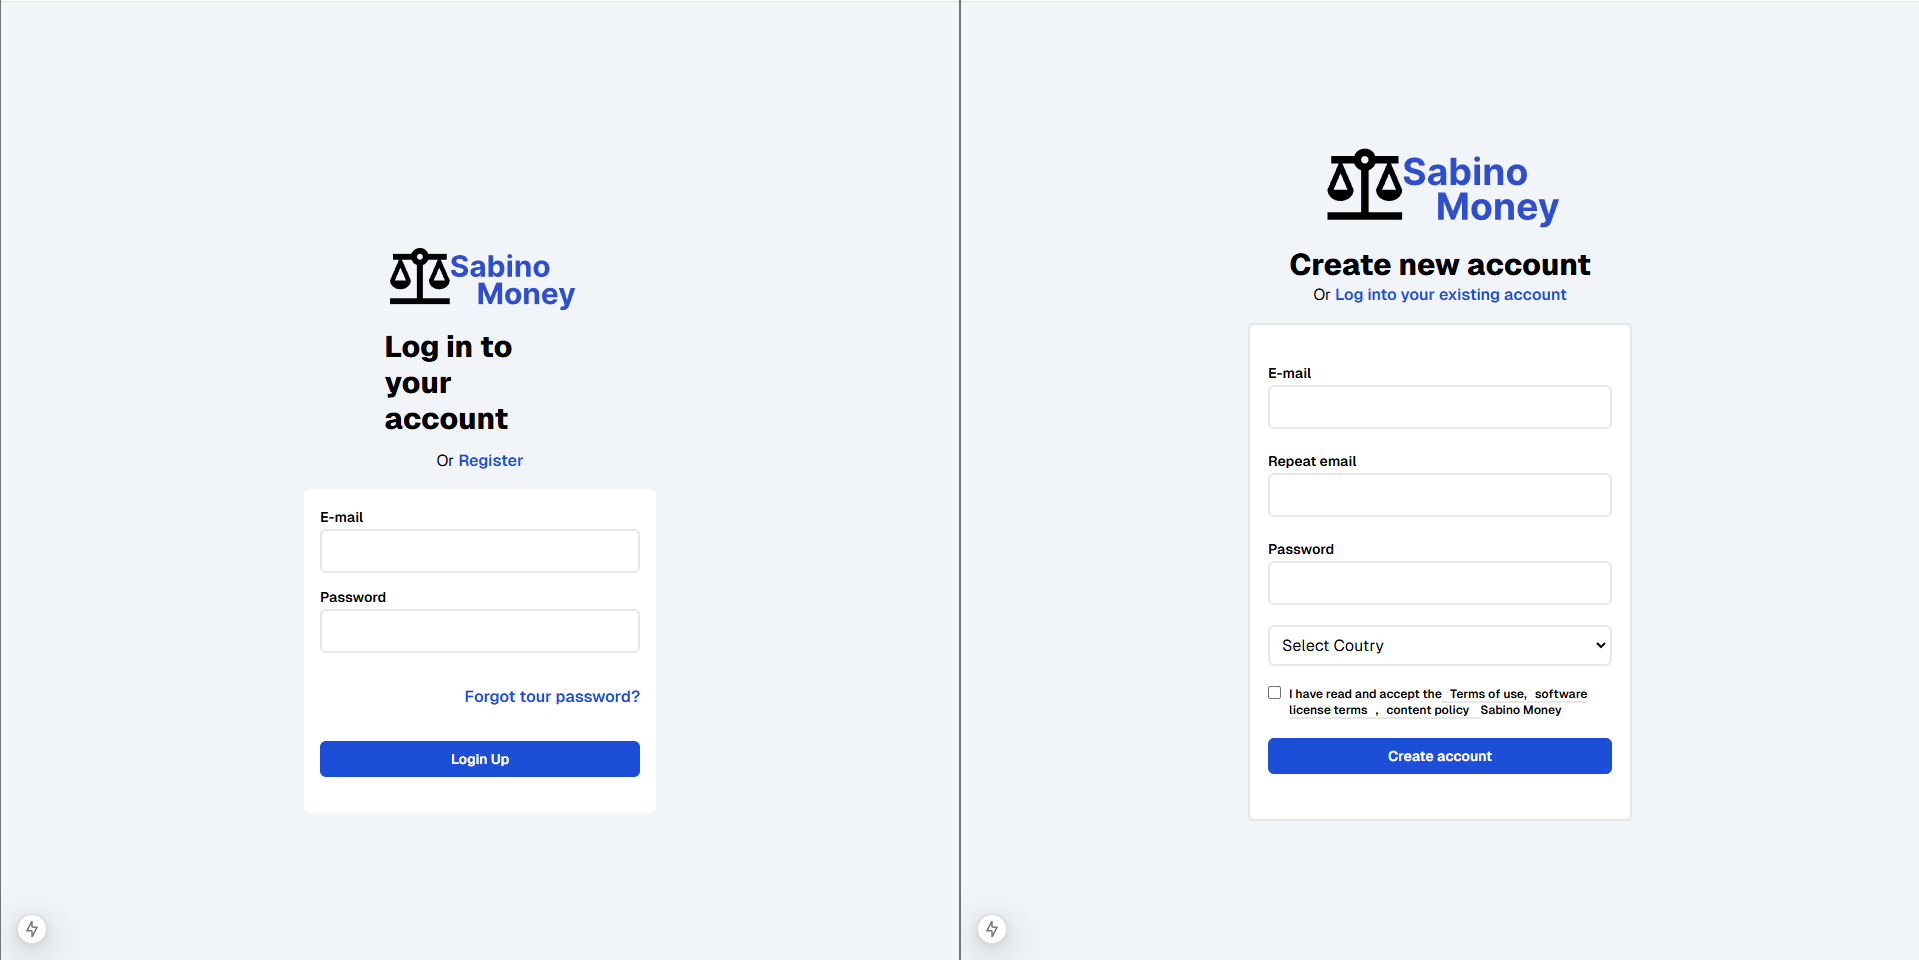 Sabino
Money
Log in to
your
account
Or Register
E-mail
Password
Forgot tour password?
Login Up
Sabino
Money
Create new account
Or Log into your existing account
E-mail
Repeat email
Password
Select Coutry
I have read and accept the Terms of use, software
license terms , content policy Sabino Money
Create account